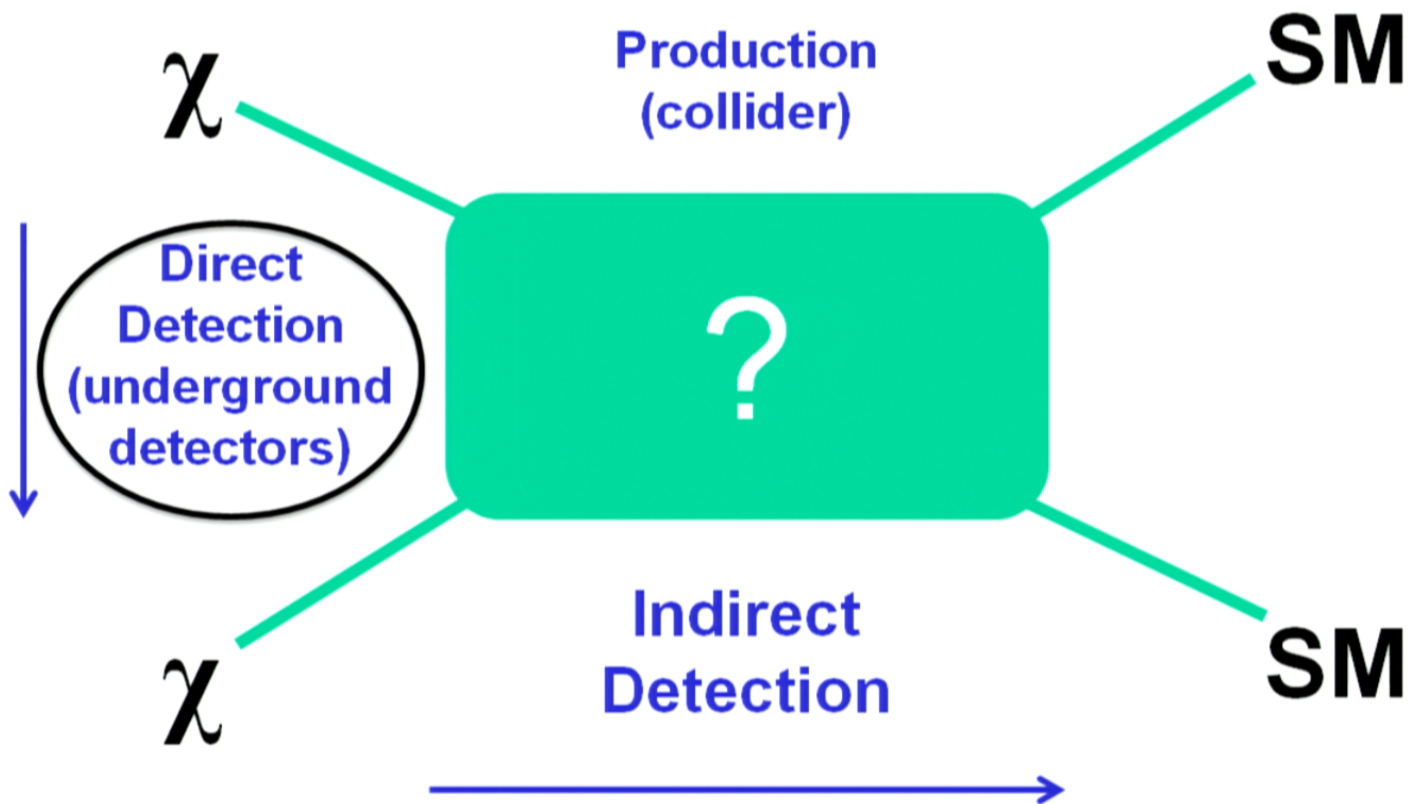 χ
Production
(collider)
SM
Direct
Detection
(underground
detectors)
?
χ
Indirect
Detection
SM